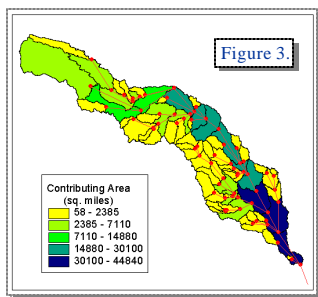 Figure 3.
Contributing Area
(sq. miles)
58 - 2385
2385 - 7110
7110 - 14880
14880 - 30100
30100 - 44840